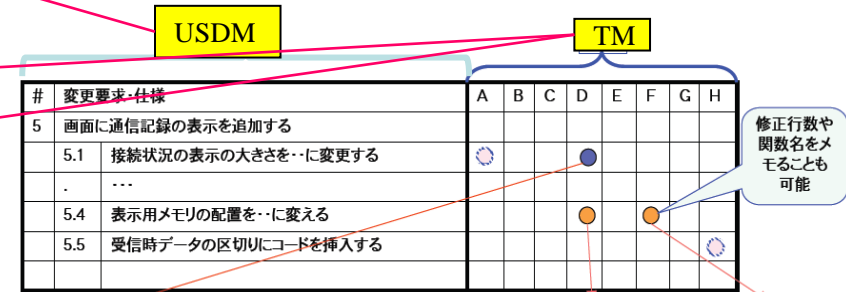 USDM
TM
# 変更要求・仕様 A B C D E F G H
5 画面に通信記録の表示を追加する
5.1 接続状況の表示の大きさを・・に変更する
. ・・・
5.4 表示用メモリの配置を・・に変える
5.5 受信時データの区切りにコードを挿入する
修正行数や
関数名をメ
モることも
可能